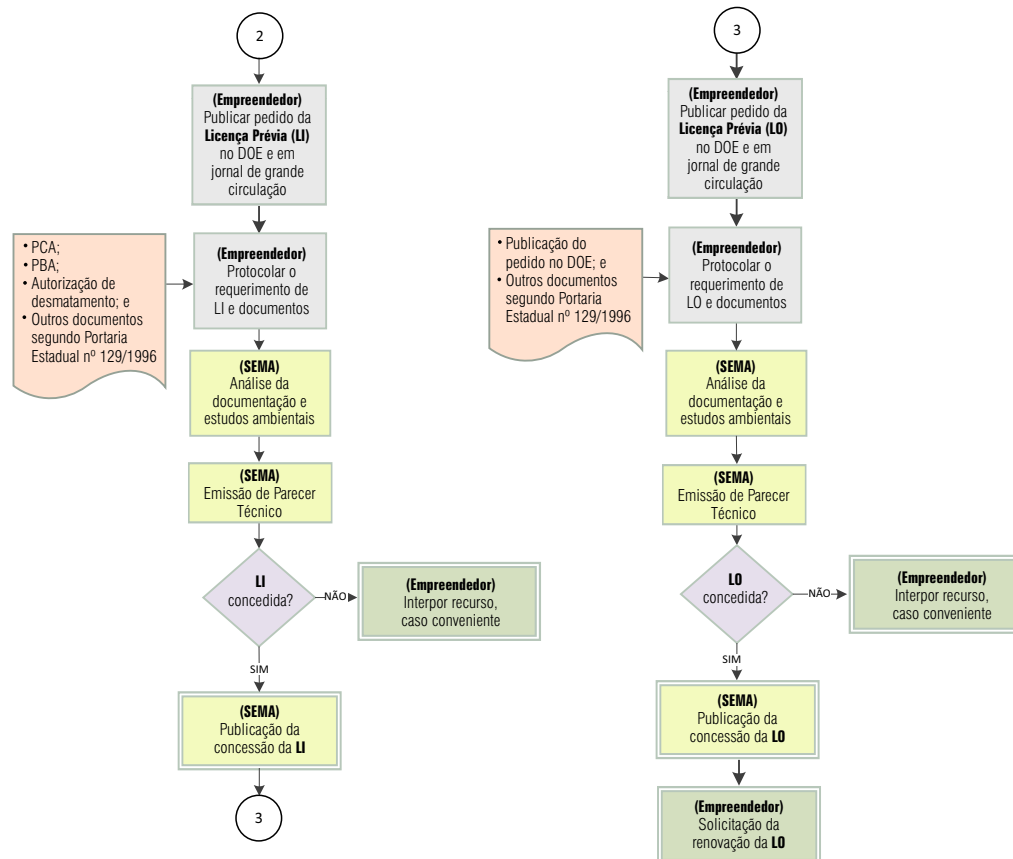 2
(Empreendedor)
Publicar pedido da
Licença Prévia (LI)
no DOE e em
jornal de grande
circulação
• PCA;
• PBA;
• Autorização de
desmatamento; e
• Outros documentos
segundo Portaria
Estadual nº 129/1996
(Empreendedor)
Protocolar o
requerimento de
LI e documentos
(SEMA)
Análise da
documentação e
estudos ambientais
(SEMA)
Emissão de Parecer
Técnico
LI
concedida?
NÃO
(Empreendedor)
Interpor recurso,
caso conveniente
SIM
(SEMA)
Publicação da
concessão da LI
3
3
(Empreendedor)
Publicar pedido da
Licença Prévia (LO)
no DOE e em
jornal de grande
circulação
• Publicação do
pedido no DOE; e
• Outros documentos
segundo Portaria
Estadual nº 129/1996
(Empreendedor)
Protocolar o
requerimento de
LO e documentos
(SEMA)
Análise da
documentação e
estudos ambientais
(SEMA)
Emissão de Parecer
Técnico
LO
concedida?
NÃO
(Empreendedor)
Interpor recurso,
caso conveniente
SIM
(SEMA)
Publicação da
concessão da LO
(Empreendedor)
Solicitação da
renovação da LO